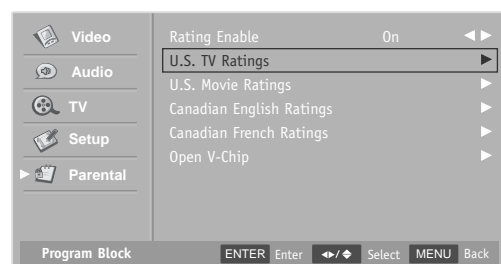 Video
Audio
TV
Setup
Parental
Rating Enable On
U.S. TV Ratings
U.S. Movie Ratings
Canadian English Ratings
Canadian French Ratings
Open V-Chip
Program Block ENTER Enter Select MENU Back